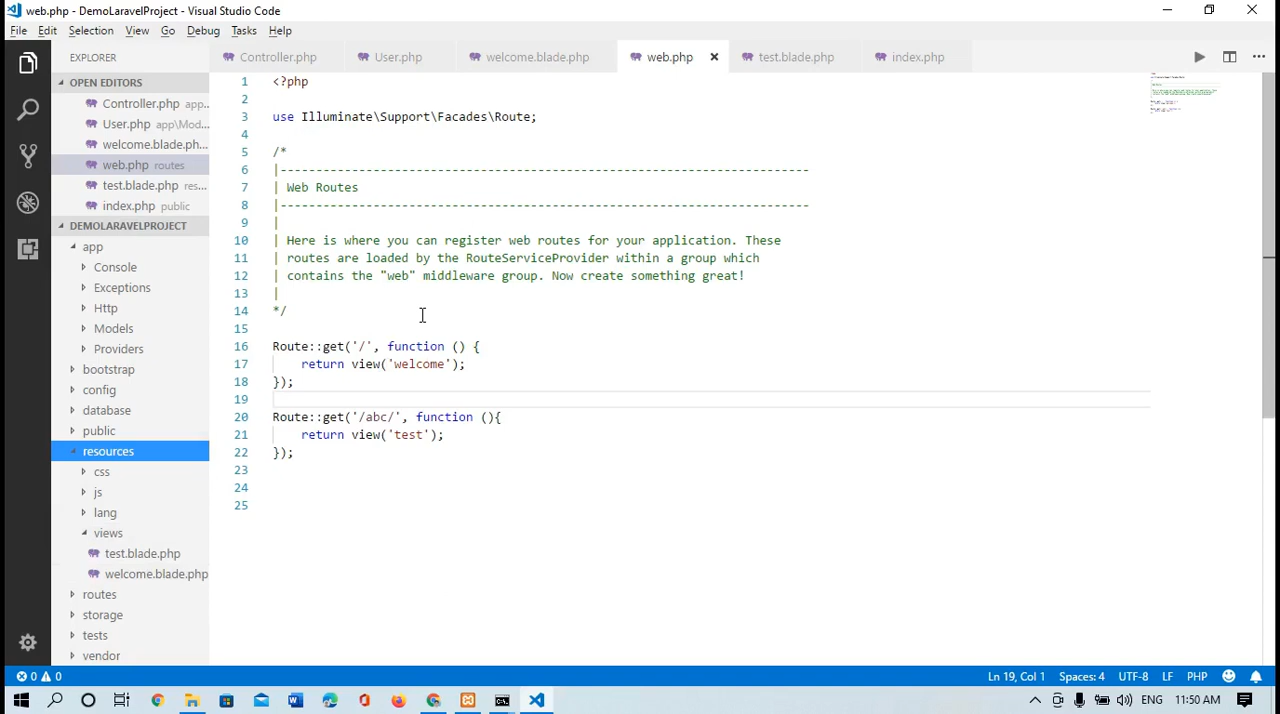 web.php - DemoLaravelProject - Visual Studio Code
File Edit Selection View Go Debug Tasks Help
EXPLORER
Controller.php User.php welcome.blade.php web.php test.blade.php index.php
OPEN EDITORS
Controller.php app...
User.php app\Mod...
welcome.blade.ph...
web.php routes
test.blade.php res...
index.php public
DEMOLARAVELPROJECT
app
Console
Exceptions
Http
Models
Providers
bootstrap
config
database
public
resources
css
js
lang
views
test.blade.php
welcome.blade.php
routes
storage
tests
vendor
1 <?php
2
3 use Illuminate\Support\Facades\Route;
4
5 /*
6 |--------------------------------------------------------------------------
7 | Web Routes
8 |--------------------------------------------------------------------------
9 |
10 | Here is where you can register web routes for your application. These
11 | routes are loaded by the RouteServiceProvider within a group which
12 | contains the "web" middleware group. Now create something great!
13 |
14 */
15
16 Route::get('/', function () {
17 return view('welcome');
18 });
19
20 Route::get('/abc/', function (){
21 return view('test');
22 });
23
24
25
0 0 Ln 19, Col 1 Spaces: 4 UTF-8 LF PHP
ENG 11:50 AM